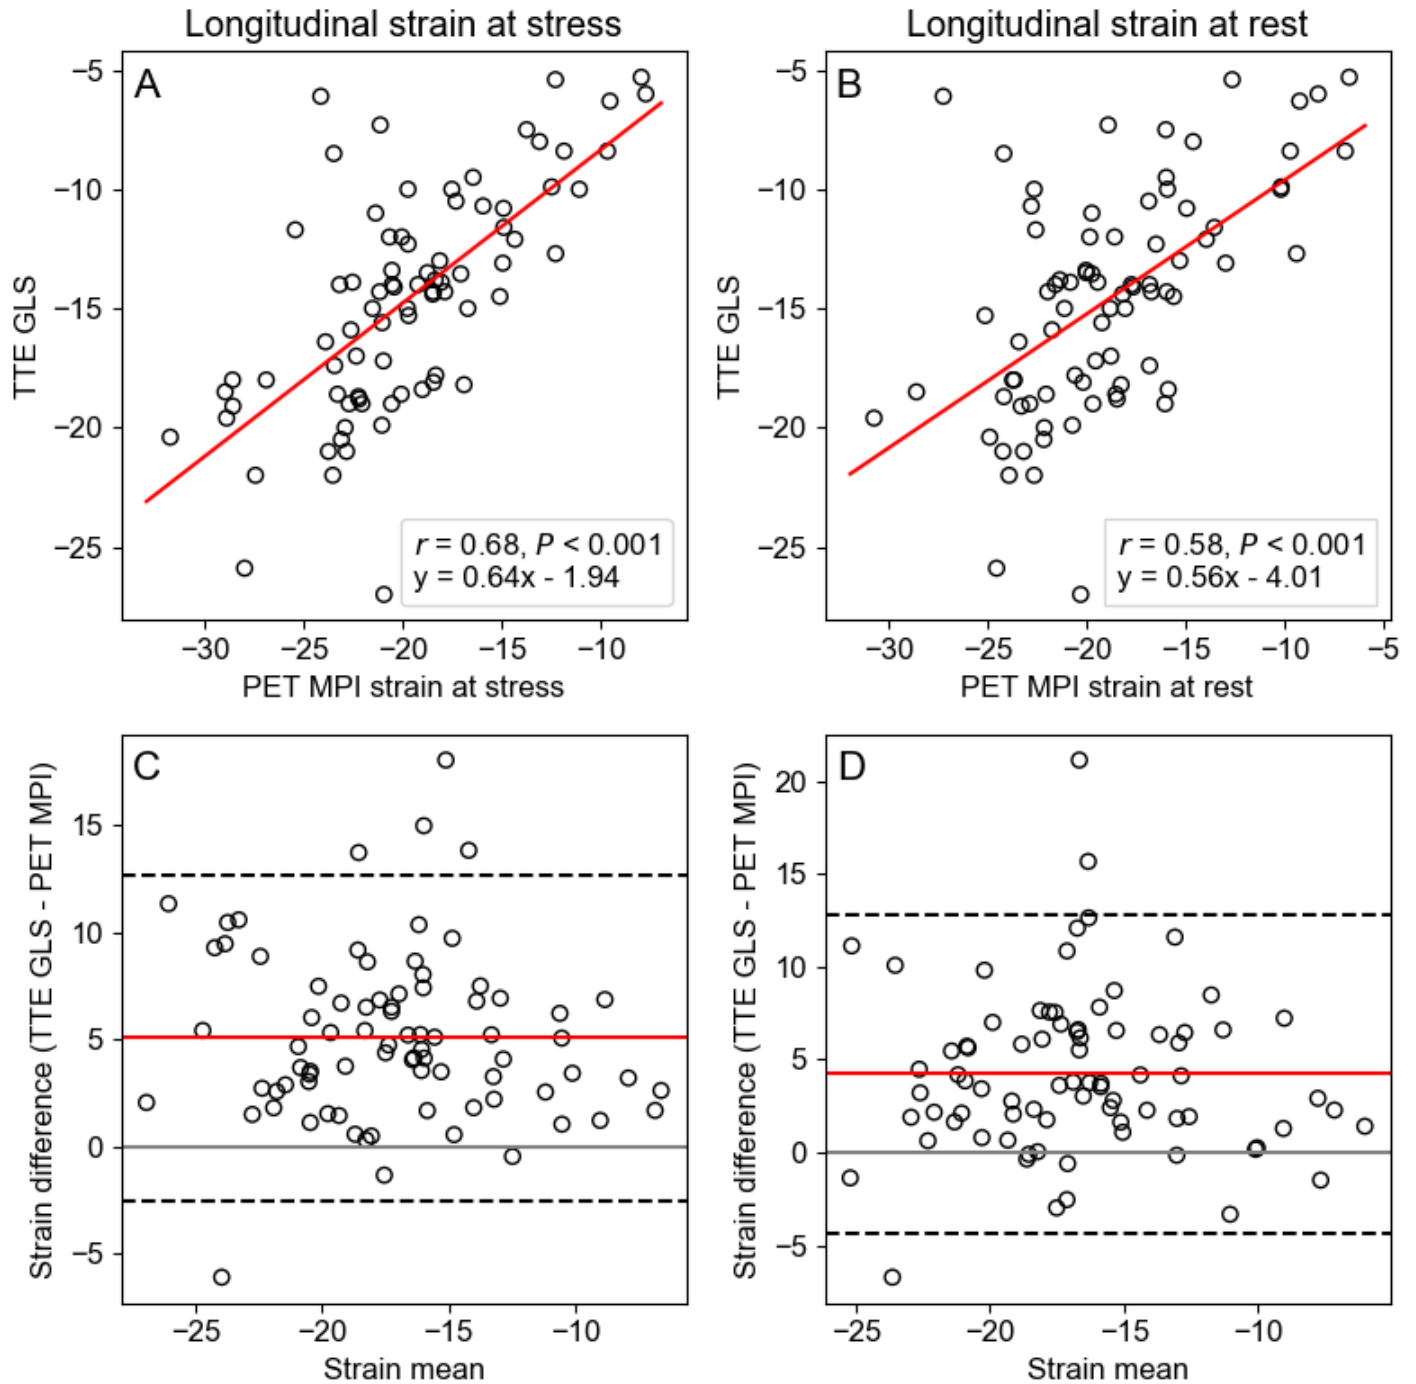 Longitudinal strain at stress
A
−5
−10
−15
−20
−25
TTE GLS
r = 0.68, P < 0.001
y = 0.64x - 1.94
−30 −25 −20 −15 −10
PET MPI strain at stress
Longitudinal strain at rest
B
−5
−10
−15
−20
−25
TTE GLS
r = 0.58, P < 0.001
y = 0.56x - 4.01
−30 −25 −20 −15 −10 −5
PET MPI strain at rest
C
15
10
5
0
−5
Strain difference (TTE GLS - PET MPI)
−25 −20 −15 −10
Strain mean
D
20
15
10
5
0
−5
Strain difference (TTE GLS - PET MPI)
−25 −20 −15 −10
Strain mean